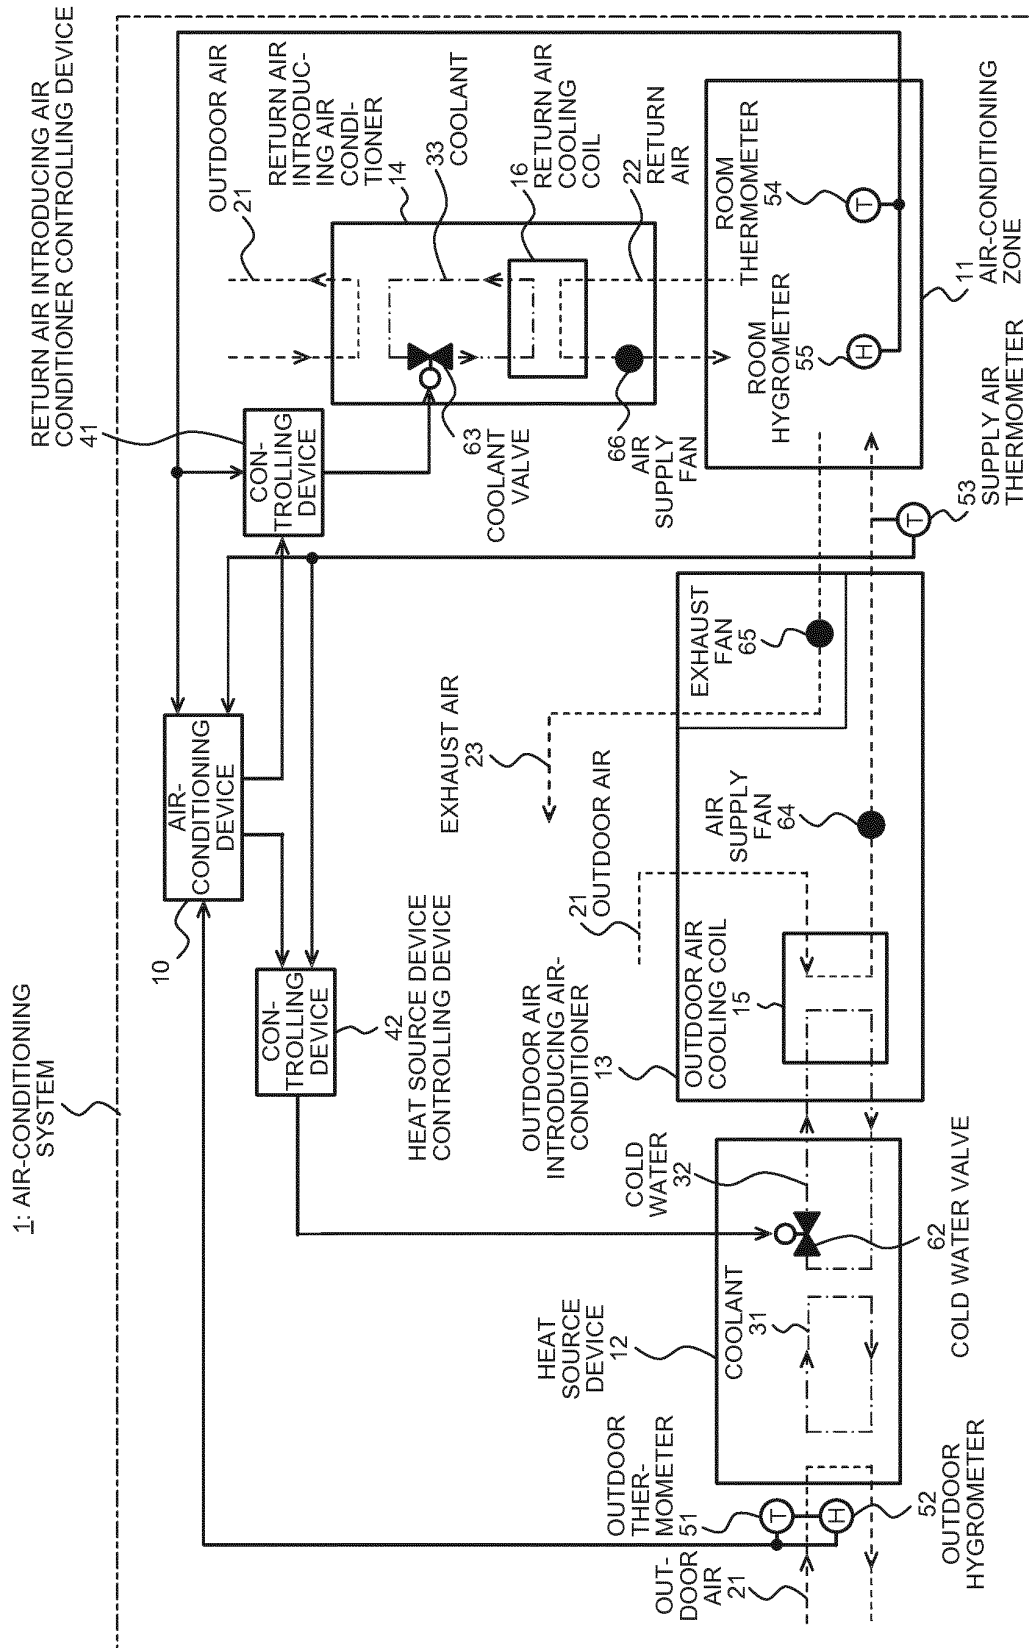 1: AIR-CONDITIONING
SYSTEM
RETURN AIR INTRODUCING AIR
CONDITIONER CONTROLLING DEVICE
41
OUTDOOR AIR
21
RETURN AIR
INTRODUC-
ING AIR
CONDI-
TIONER
14
33
COOLANT
16
RETURN AIR
COOLING
COIL
22
RETURN
AIR
CON-
TROLLING
DEVICE
63
COOLANT
VALVE
66
AIR
SUPPLY
FAN
ROOM
THERMOMETER
54
T
ROOM
HYGROMETER
55
H
11
AIR-CONDITIONING
ZONE
T
53
SUPPLY AIR
THERMOMETER
AIR-
CONDITIONING
DEVICE
10
CON-
TROLLING
DEVICE
42
HEAT SOURCE DEVICE
CONTROLLING DEVICE
EXHAUST AIR
23
EXHAUST
FAN
65
21
OUTDOOR AIR
AIR
SUPPLY
FAN
64
OUTDOOR AIR
INTRODUCING AIR-
CONDITIONER
13
OUTDOOR AIR
COOLING COIL
15
COLD
WATER
32
62
COLD WATER VALVE
HEAT
SOURCE
DEVICE
12
COOLANT
31
OUTDOOR
THER-
MOMETER
51
T
H
52
OUTDOOR
HYGROMETER
OUT-
DOOR
AIR
21